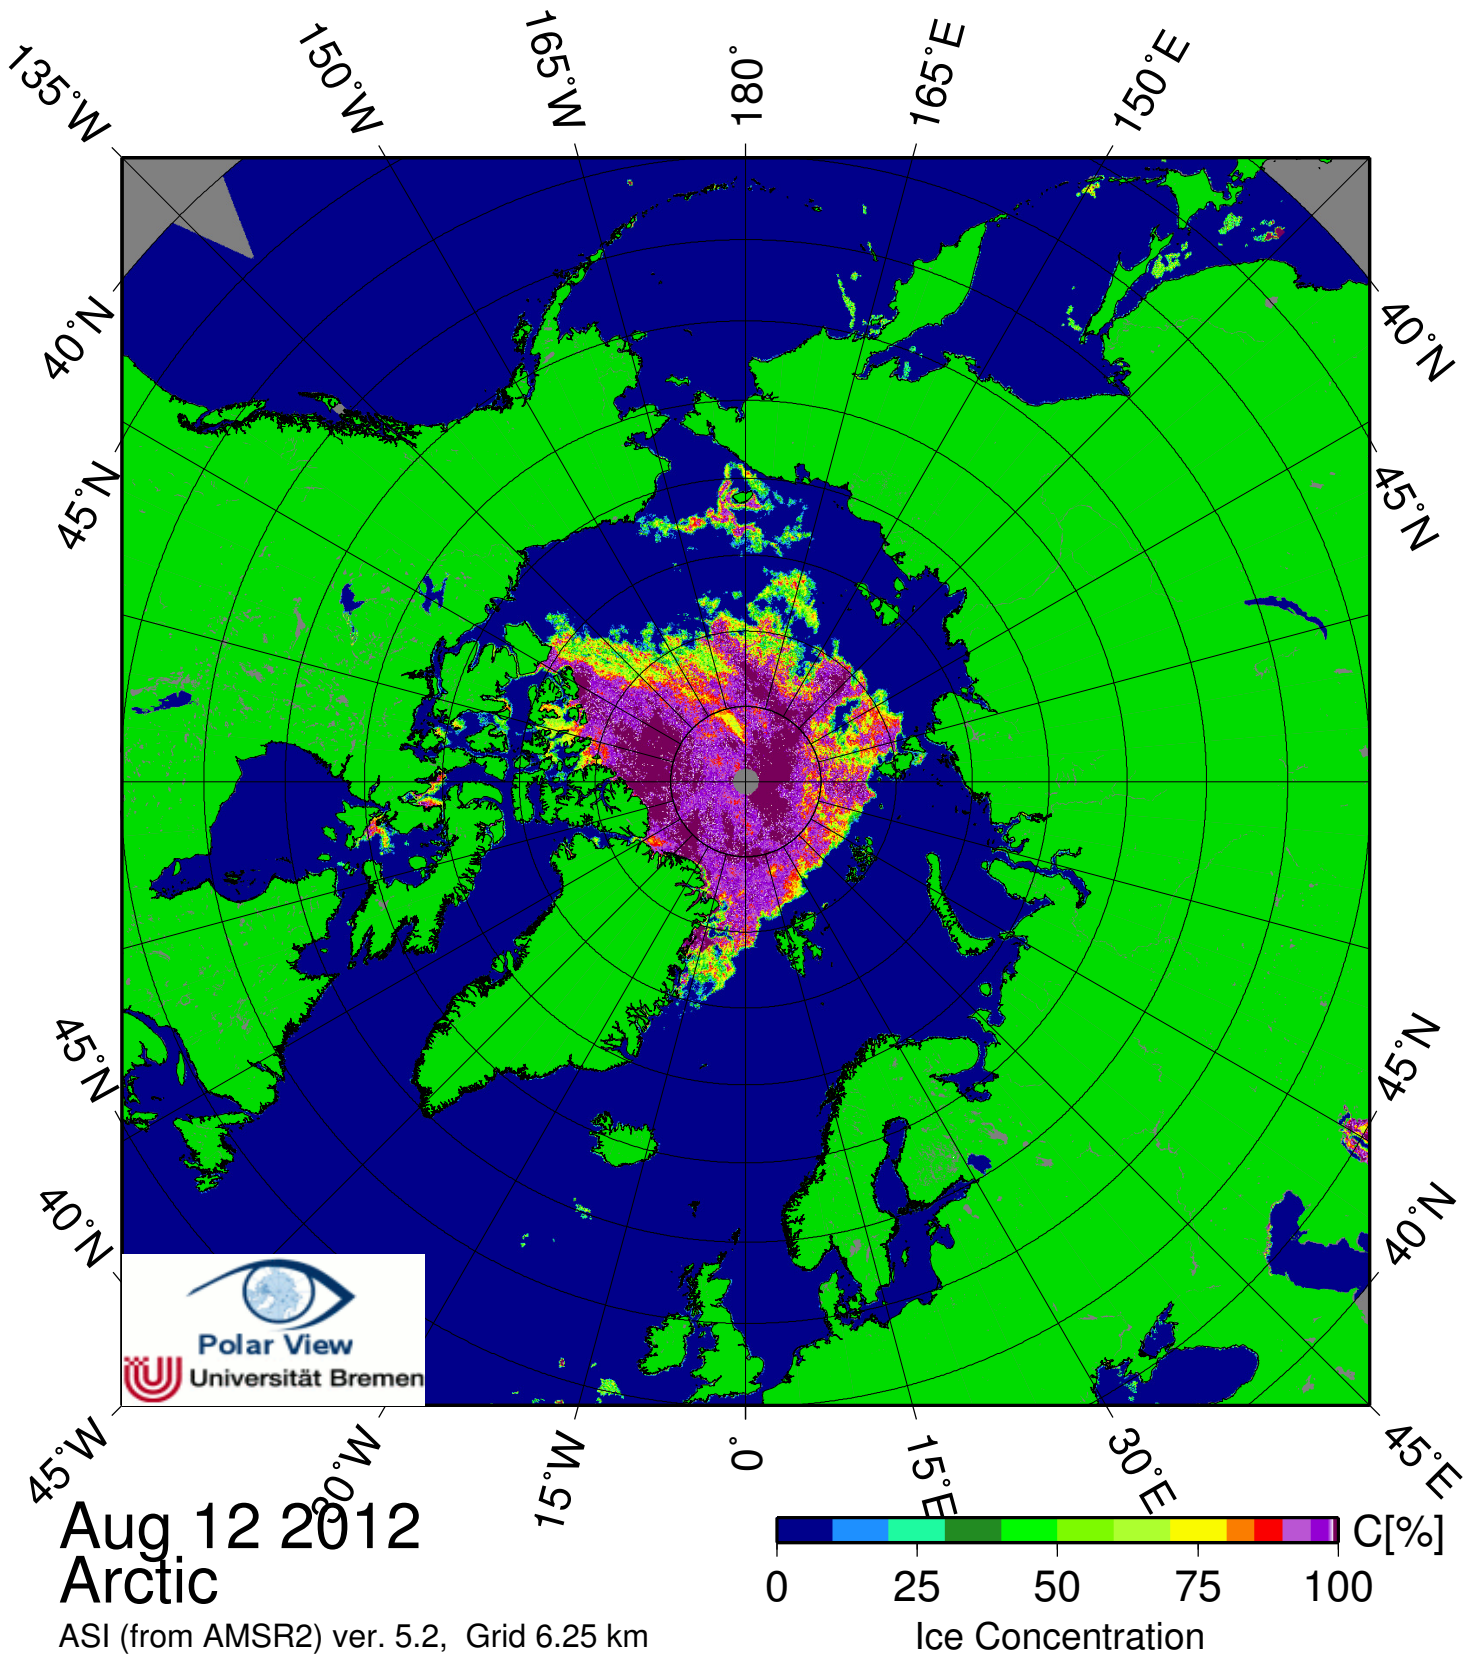 135°W
150°W
165°W
180°
165°E
150°E
40°N
40°N
45°N
45°N
45°N
45°N
40°N
40°N
Polar View
Universität Bremen
45°W
30°W
15°W
0°
15°E
30°E
45°E
Aug 12 2012
Arctic
ASI (from AMSR2) ver. 5.2, Grid 6.25 km
C[%]
0 25 50 75 100
Ice Concentration